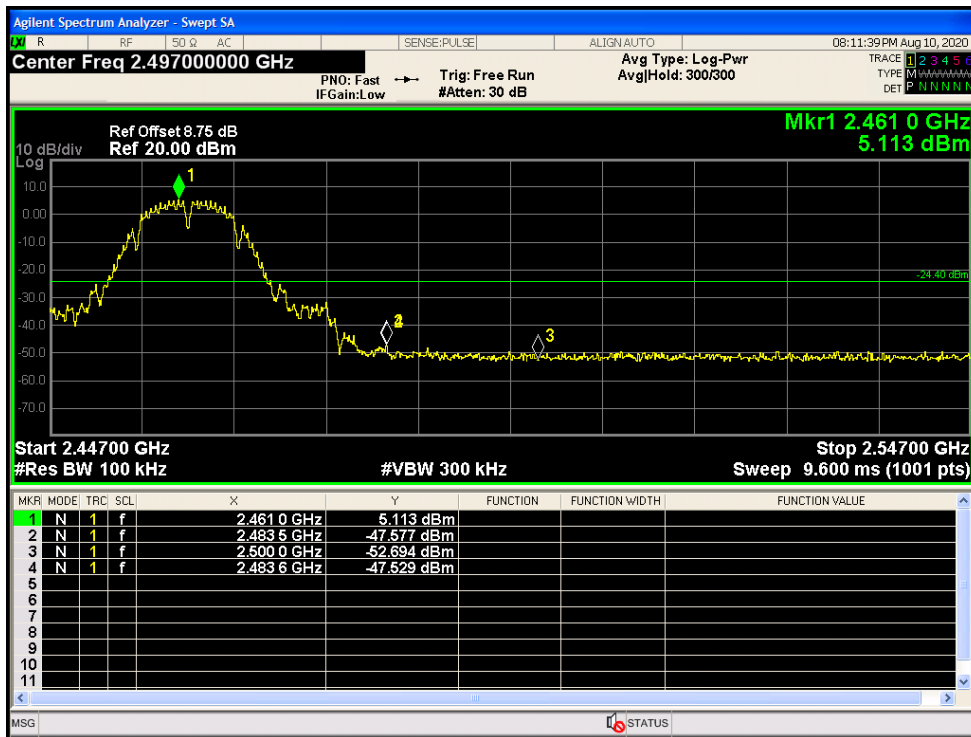 Agilent Spectrum Analyzer - Swept SA
LXI R RF 50 Ω AC SENSE:PULSE ALIGN AUTO 08:11:39 PM Aug 10, 2020
Center Freq 2.497000000 GHz
PNO: Fast
IFGain:Low
Trig: Free Run
#Atten: 30 dB
Avg Type: Log-Pwr
Avg|Hold: 300/300
TRACE 1 2 3 4 5 6
TYPE M
DET P N N N N N
Mkr1 2.461 0 GHz
5.113 dBm
Ref Offset 8.75 dB
10 dB/div Ref 20.00 dBm
Log
1
10.0
0.00
-10.0
-20.0
-24.40 dBm
-30.0
-40.0
3
-50.0
-60.0
-70.0
Start 2.44700 GHz Stop 2.54700 GHz
#Res BW 100 kHz #VBW 300 kHz Sweep 9.600 ms (1001 pts)
MKR MODE TRC SCL X Y FUNCTION FUNCTION WIDTH FUNCTION VALUE
1 N 1 f 2.461 0 GHz 5.113 dBm
2 N 1 f 2.483 5 GHz -47.577 dBm
3 N 1 f 2.500 0 GHz -52.694 dBm
4 N 1 f 2.483 6 GHz -47.529 dBm
5
6
7
8
9
10
11
MSG STATUS